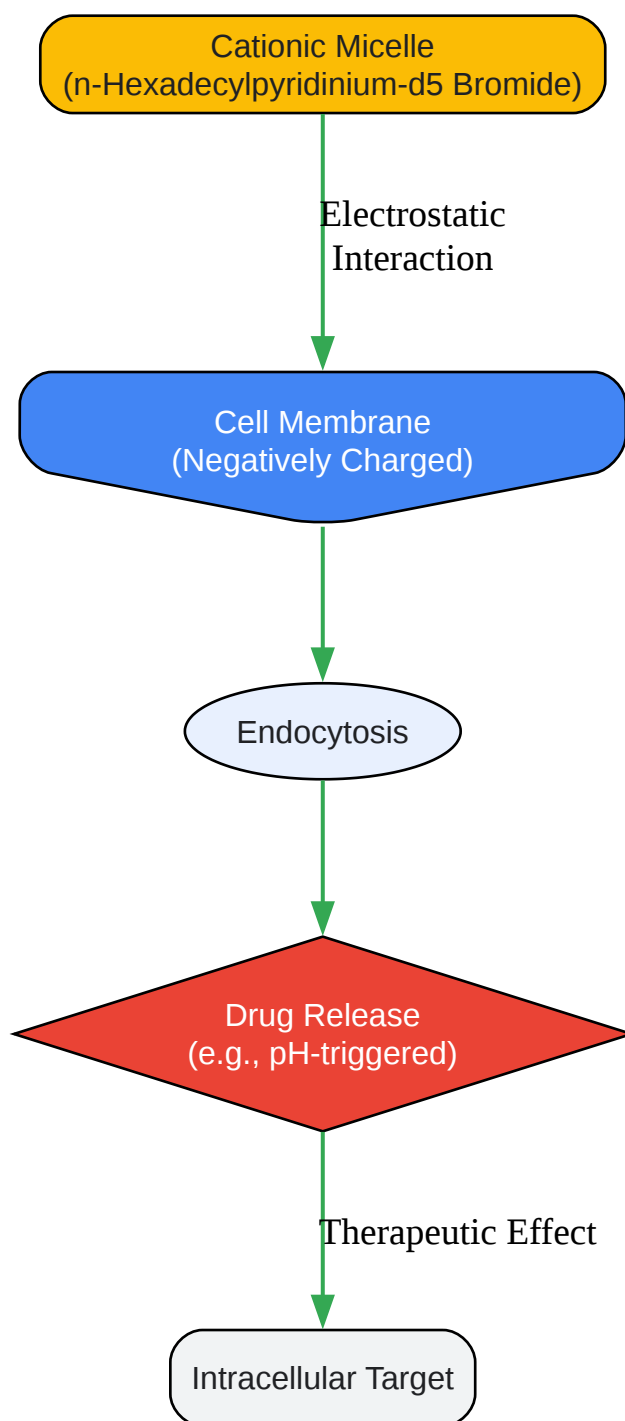 Cationic Micelle
(n-Hexadecylpyridinium-d5 Bromide)
Electrostatic
Interaction
Cell Membrane
(Negatively Charged)
Endocytosis
Drug Release
(e.g., pH-triggered)
Therapeutic Effect
Intracellular Target